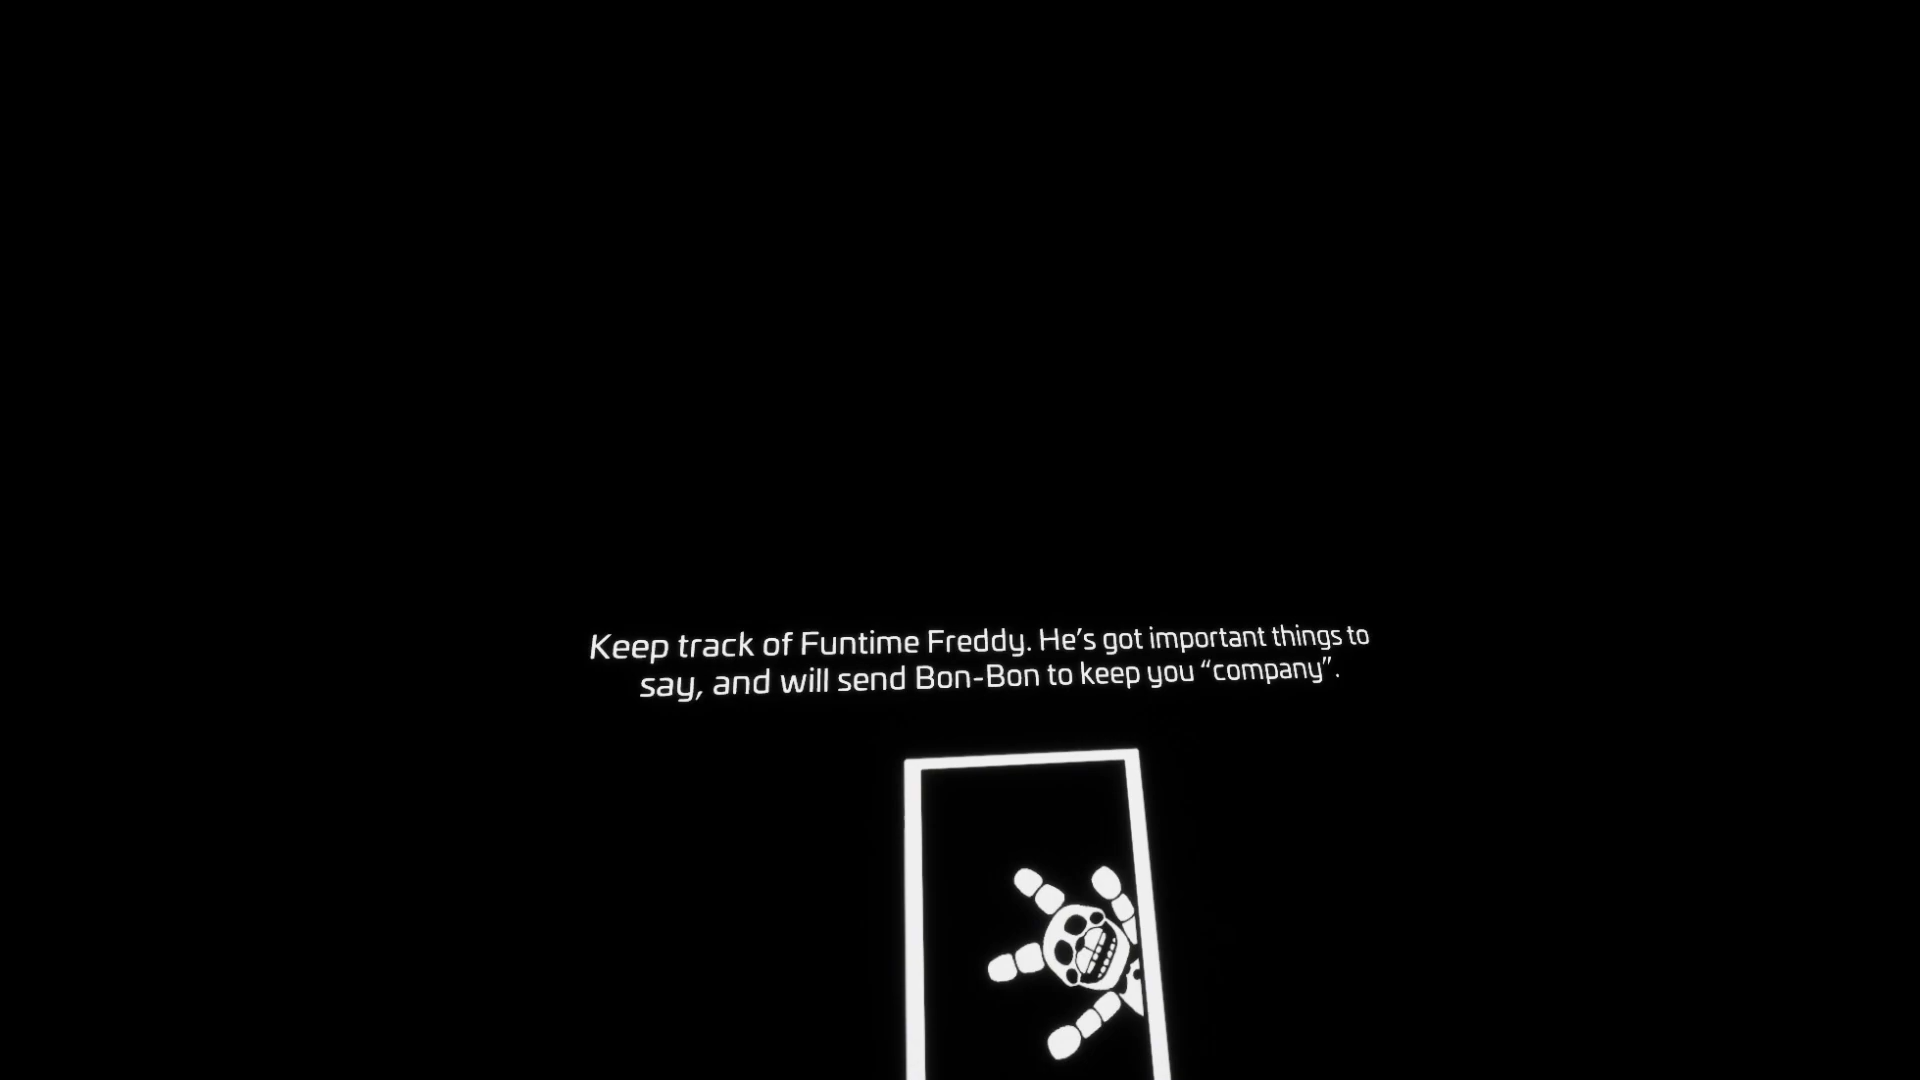 Keep track of Funtime Freddy. He's got important things to
say, and will send Bon-Bon to keep you “company”.